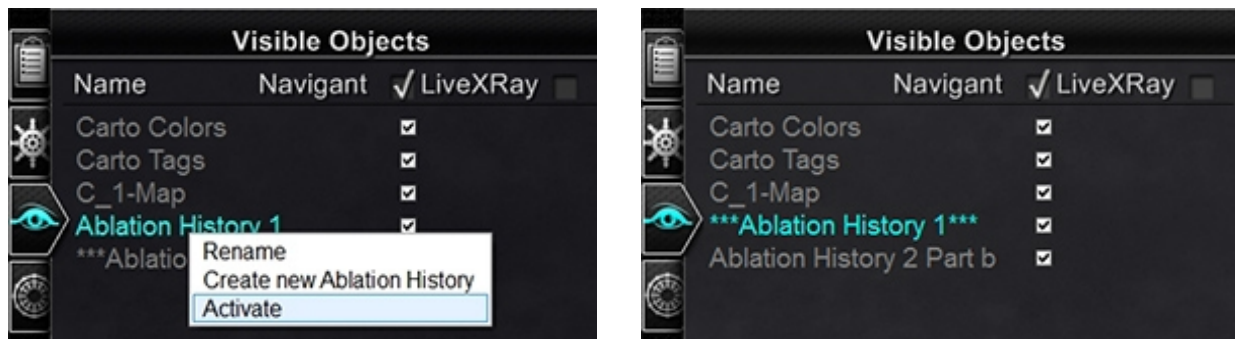 Visible Objects
Name Navigant LiveXRay
Carto Colors
Carto Tags
C_1-Map
Ablation History 1
***Ablatio
Rename
Create new Ablation History
Activate
Visible Objects
Name Navigant LiveXRay
Carto Colors
Carto Tags
C_1-Map
***Ablation History 1***
Ablation History 2 Part b